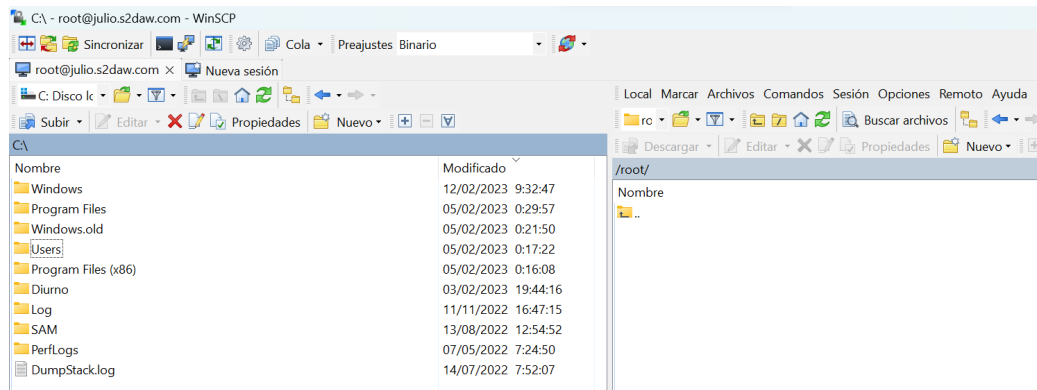 C:\ - root@julio.s2daw.com - WinSCP
Sincronizar Cola Preajustes Binario
root@julio.s2daw.com × Nueva sesión
C: Disco lc
Subir Editar Propiedades Nuevo
C:\
Nombre Modificado
Windows 12/02/2023 9:32:47
Program Files 05/02/2023 0:29:57
Windows.old 05/02/2023 0:21:50
Users 05/02/2023 0:17:22
Program Files (x86) 05/02/2023 0:16:08
Diurno 03/02/2023 19:44:16
Log 11/11/2022 16:47:15
SAM 13/08/2022 12:54:52
PerfLogs 07/05/2022 7:24:50
DumpStack.log 14/07/2022 7:52:07
Local Marcar Archivos Comandos Sesión Opciones Remoto Ayuda
rc Buscar archivos
Descargar Editar Propiedades Nuevo
/root/
Nombre
..